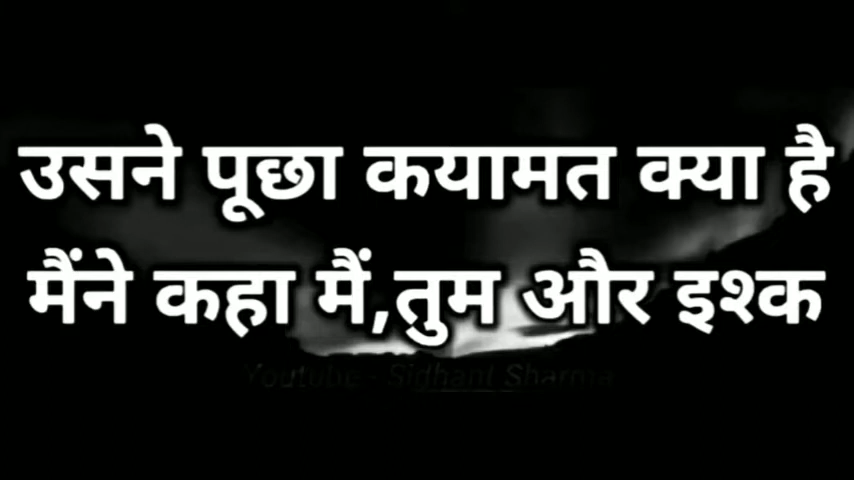 उसने पूछा कयामत क्या है
मैंने कहा मैं,तुम और इश्क
Youtube - Sidhant Sharma